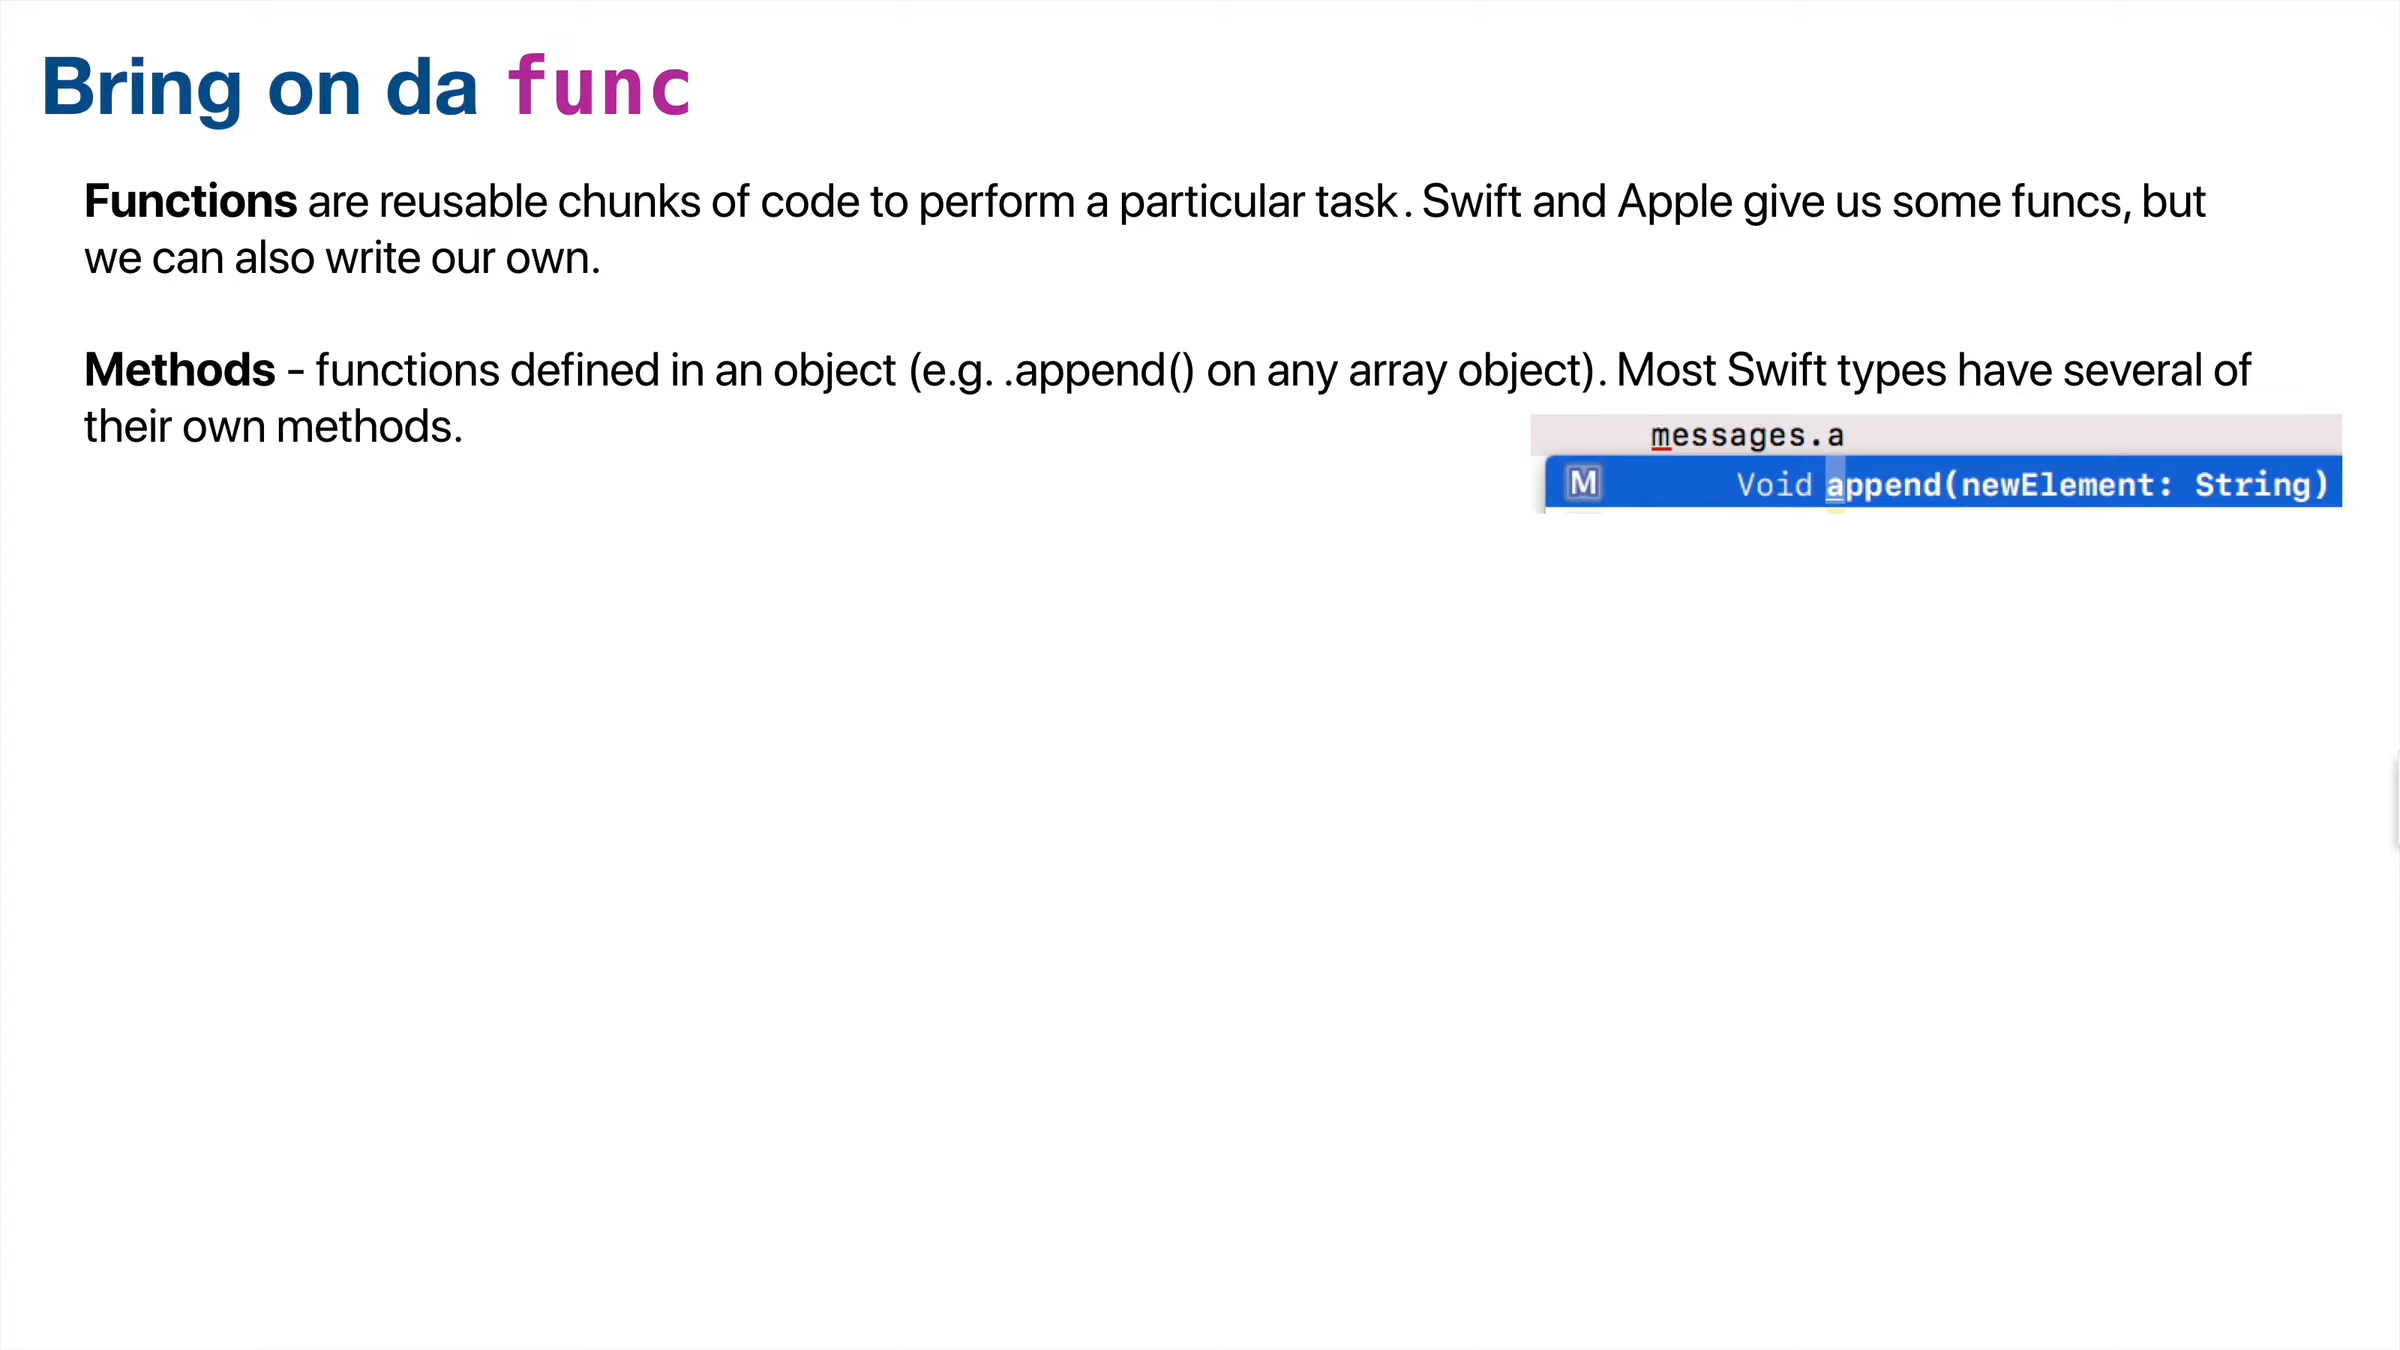 Bring on da func
Functions are reusable chunks of code to perform a particular task. Swift and Apple give us some funcs, but
we can also write our own.
Methods - functions defined in an object (e.g. .append() on any array object). Most Swift types have several of
their own methods.
messages.a
M Void append(newElement: String)